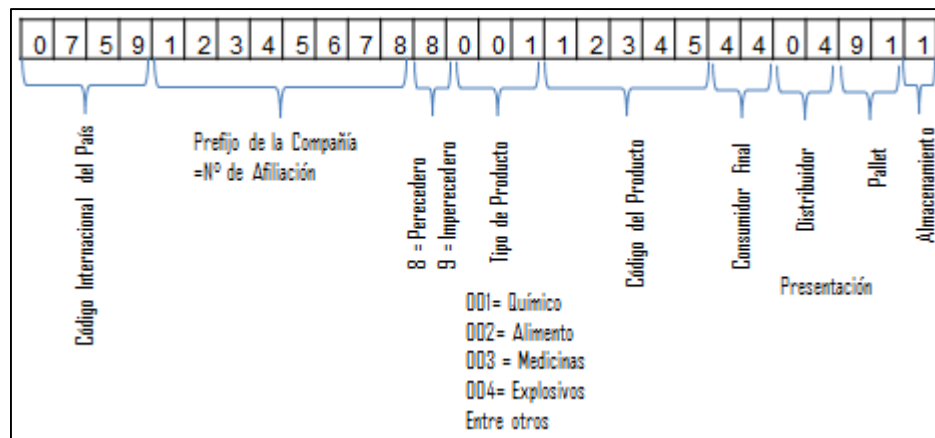 0 7 5 9 1 2 3 4 5 6 7 8 8 0 0 1 1 2 3 4 5 4 4 0 4 9 1 1
Código Internacional del País
Prefijo de la Compañía
=Nº de Afiliación
8 = Perecedero
9 = Imperecedero
Tipo de Producto
001= Químico
002= Alimento
003 = Medicinas
004= Explosivos
Entre otros
Código del Producto
Consumidor Final
Distribuidor
Pallet
Presentación
Almacenamiento